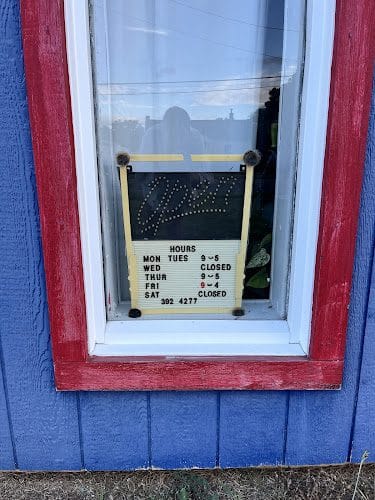 open
HOURS
MON TUES 9-5
WED CLOSED
THUR 9-5
FRI 9-4
SAT CLOSED
392 4277